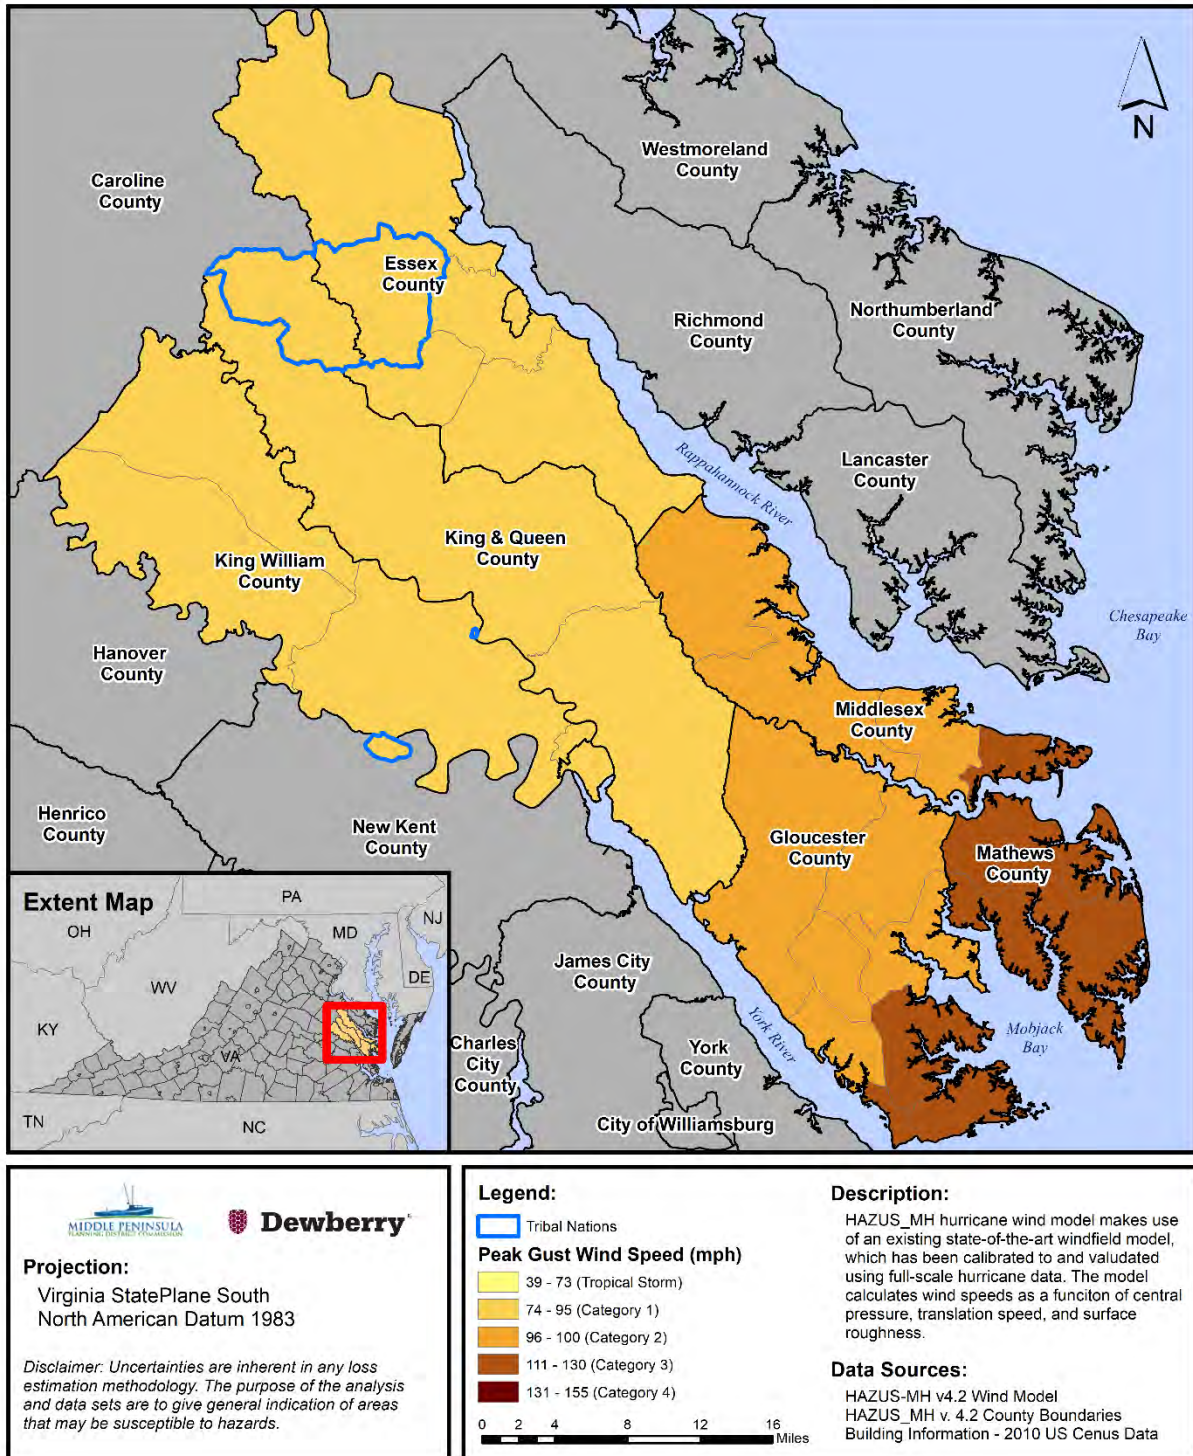 N
Westmoreland
County
Caroline
County
Essex
County
Northumberland
County
Richmond
County
Rappahannock River
Lancaster
County
King & Queen
County
King William
County
Chesapeake
Bay
Hanover
County
Middlesex
County
Henrico
County
New Kent
County
Gloucester
County
Mathews
County
James City
County
York River
Mobjack
Bay
Charles
City
County
York
County
City of Williamsburg
Extent Map
PA
OH
MD
NJ
DE
WV
KY
VA
TN
NC
MIDDLE PENINSULA
PLANNING DISTRICT COMMISSION
Dewberry
Projection:
Virginia StatePlane South
North American Datum 1983
Disclaimer: Uncertainties are inherent in any loss
estimation methodology. The purpose of the analysis
and data sets are to give general indication of areas
that may be susceptible to hazards.
Legend:
Tribal Nations
Peak Gust Wind Speed (mph)
39 - 73 (Tropical Storm)
74 - 95 (Category 1)
96 - 100 (Category 2)
111 - 130 (Category 3)
131 - 155 (Category 4)
0 2 4 8 12 16
Miles
Description:
HAZUS_MH hurricane wind model makes use
of an existing state-of-the-art windfield model,
which has been calibrated to and valudated
using full-scale hurricane data. The model
calculates wind speeds as a funciton of central
pressure, translation speed, and surface
roughness.
Data Sources:
HAZUS-MH v4.2 Wind Model
HAZUS_MH v. 4.2 County Boundaries
Building Information - 2010 US Cenus Data